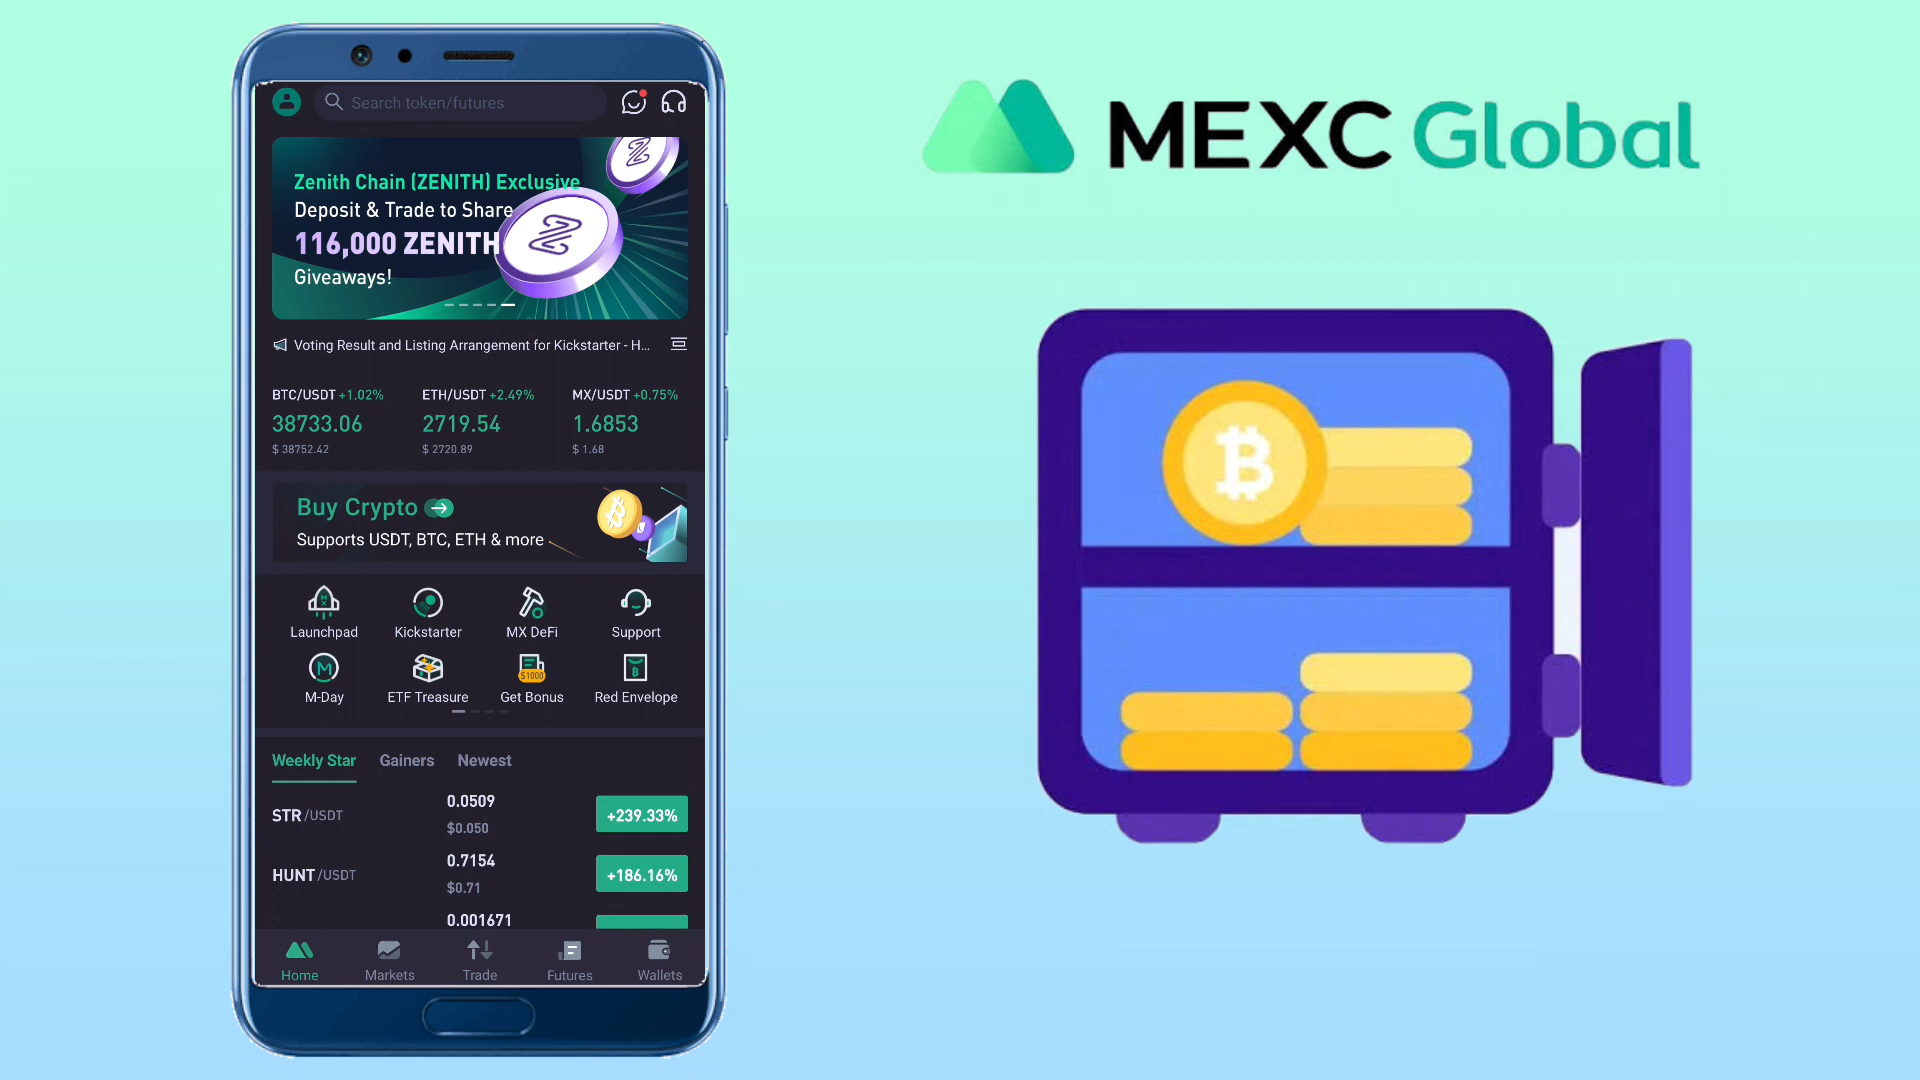 Search token/futures
Zenith Chain (ZENITH) Exclusive
Deposit & Trade to Share
116,000 ZENITH
Giveaways!
Voting Result and Listing Arrangement for Kickstarter - H...
BTC/USDT +1.02%
38733.06
$ 38752.42
ETH/USDT +2.49%
2719.54
$ 2720.89
MX/USDT +0.75%
1.6853
$ 1.68
Buy Crypto
Supports USDT, BTC, ETH & more
Launchpad
Kickstarter
MX DeFi
Support
M-Day
ETF Treasure
$1000
Get Bonus
Red Envelope
Weekly Star Gainers Newest
STR /USDT
0.0509
$0.050
+239.33%
HUNT /USDT
0.7154
$0.71
+186.16%
0.001671
Home
Markets
Trade
Futures
Wallets
MEXC Global